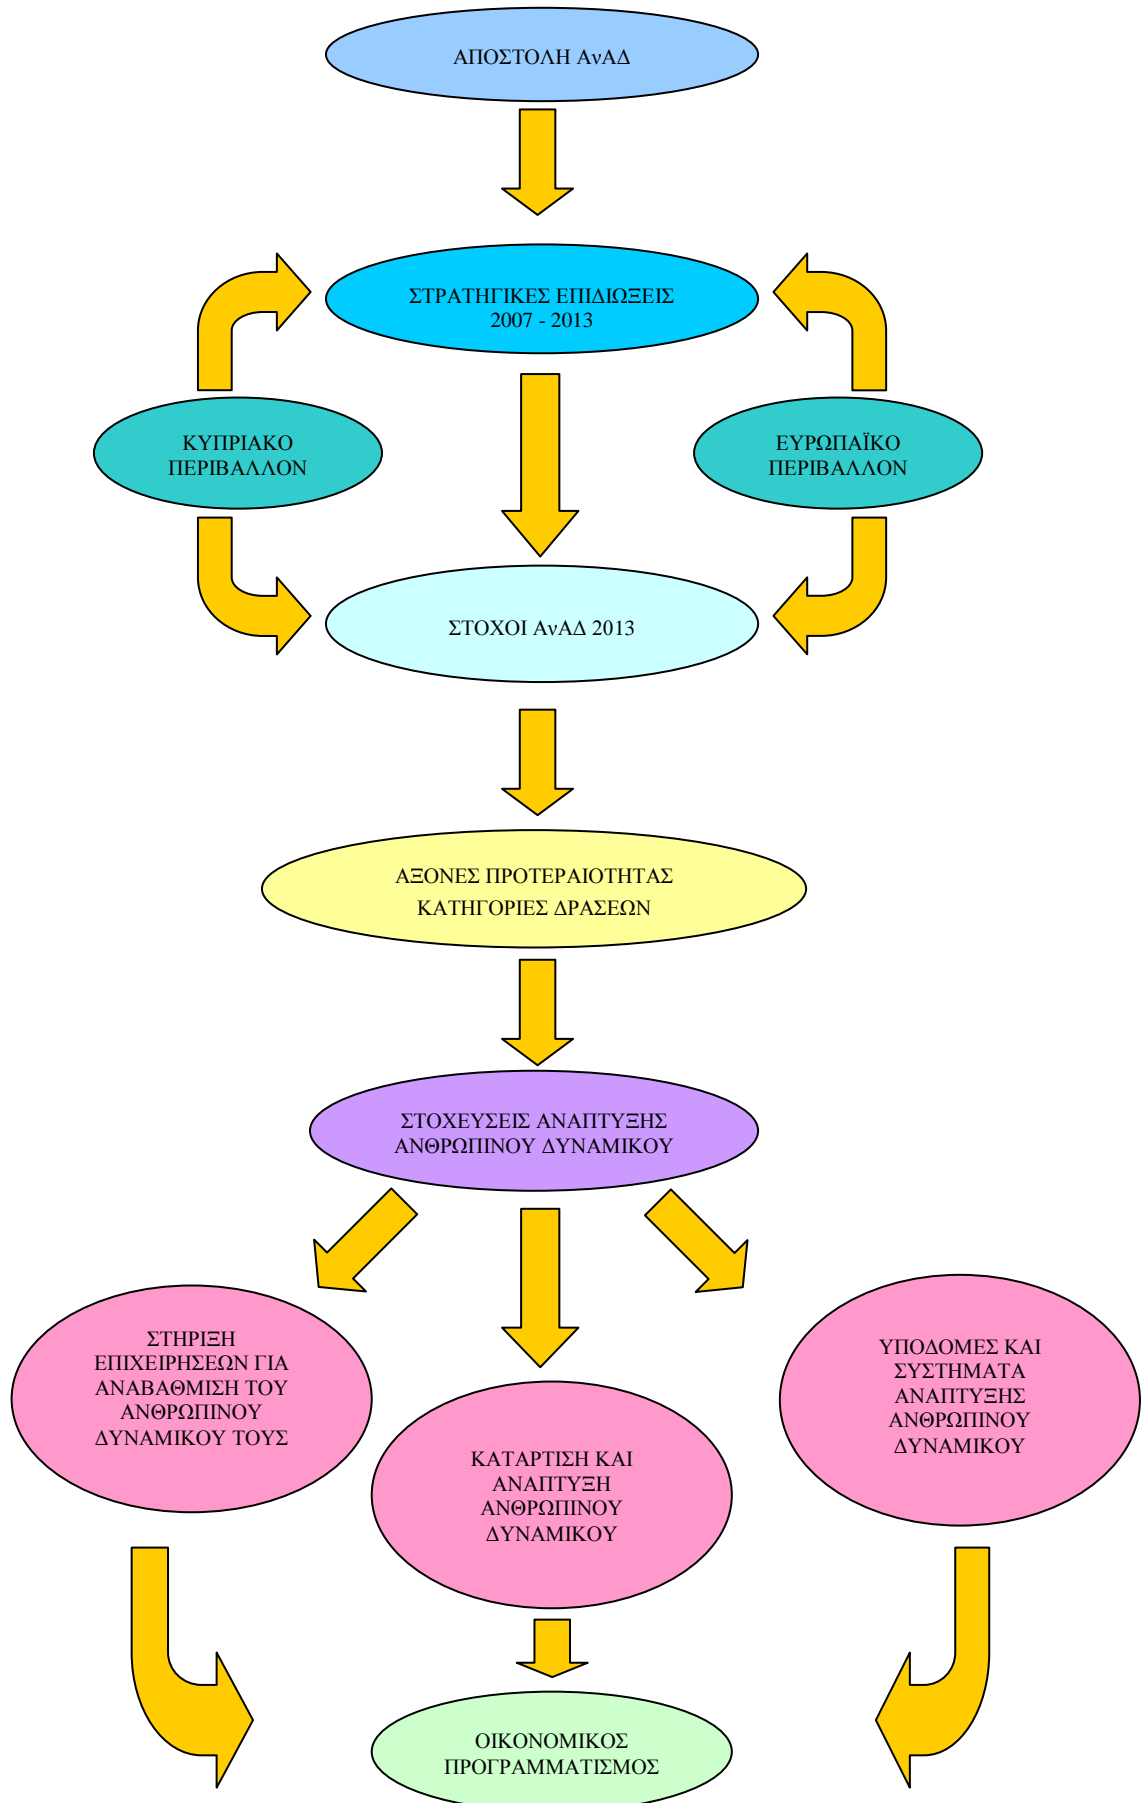 ΑΠΟΣΤΟΛΗ ΑνΑΔ
ΣΤΡΑΤΗΓΙΚΕΣ ΕΠΙΔΙΩΞΕΙΣ
2007 - 2013
ΚΥΠΡΙΑΚΟ
ΠΕΡΙΒΑΛΛΟΝ
ΕΥΡΩΠΑΪΚΟ
ΠΕΡΙΒΑΛΛΟΝ
ΣΤΟΧΟΙ ΑνΑΔ 2013
ΑΞΟΝΕΣ ΠΡΟΤΕΡΑΙΟΤΗΤΑΣ
ΚΑΤΗΓΟΡΙΕΣ ΔΡΑΣΕΩΝ
ΣΤΟΧΕΥΣΕΙΣ ΑΝΑΠΤΥΞΗΣ
ΑΝΘΡΩΠΙΝΟΥ ΔΥΝΑΜΙΚΟΥ
ΣΤΗΡΙΞΗ
ΕΠΙΧΕΙΡΗΣΕΩΝ ΓΙΑ
ΑΝΑΒΑΘΜΙΣΗ ΤΟΥ
ΑΝΘΡΩΠΙΝΟΥ
ΔΥΝΑΜΙΚΟΥ ΤΟΥΣ
ΚΑΤΑΡΤΙΣΗ ΚΑΙ
ΑΝΑΠΤΥΞΗ
ΑΝΘΡΩΠΙΝΟΥ
ΔΥΝΑΜΙΚΟΥ
ΥΠΟΔΟΜΕΣ ΚΑΙ
ΣΥΣΤΗΜΑΤΑ
ΑΝΑΠΤΥΞΗΣ
ΑΝΘΡΩΠΙΝΟΥ
ΔΥΝΑΜΙΚΟΥ
ΟΙΚΟΝΟΜΙΚΟΣ
ΠΡΟΓΡΑΜΜΑΤΙΣΜΟΣ